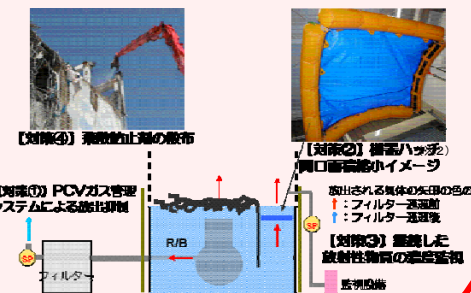 【対策④】飛散防止剤の散布
【対策②】機器ハッチ
開口面積縮小イメージ
【対策①】PCVガス管理
システムによる放出抑制
放出される気体の矢印の色の
：フィルター通過前
：フィルター通過後
SP
SP
R/B
【対策③】継続した
放射性物質の濃度監視
フィルター
監視設備